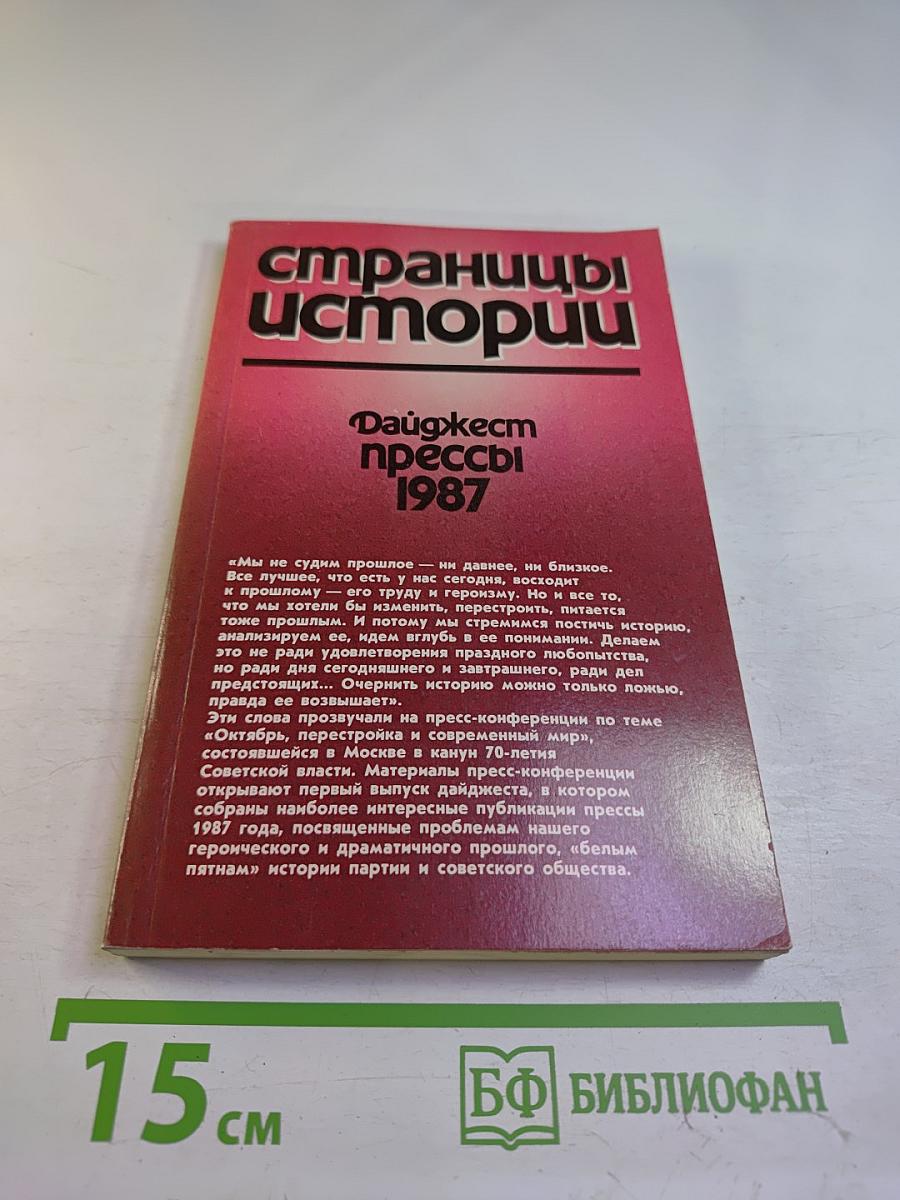 страницы
истории
Дайджест
прессы
1987
«Мы не судим прошлое — ни давнее, ни близкое.
Все лучшее, что есть у нас сегодня, восходит
к прошлому — его труду и героизму. Но и все то,
что мы хотели бы изменить, перестроить, питается
тоже прошлым. И потому мы стремимся постичь историю,
анализируем ее, идем вглубь в ее понимании. Делаем
это не ради удовлетворения праздного любопытства,
но ради дня сегодняшнего и завтрашнего, ради дел
предстоящих... Очернить историю можно только ложью,
правда ее возвышает».
Эти слова прозвучали на пресс-конференции по теме
«Октябрь, перестройка и современный мир»,
состоявшейся в Москве в канун 70-летия
Советской власти. Материалы пресс-конференции
открывают первый выпуск дайджеста, в котором
собраны наиболее интересные публикации прессы
1987 года, посвященные проблемам нашего
героического и драматичного прошлого, «белым
пятнам» истории партии и советского общества.
15 см
БФ БИБЛИОФАН